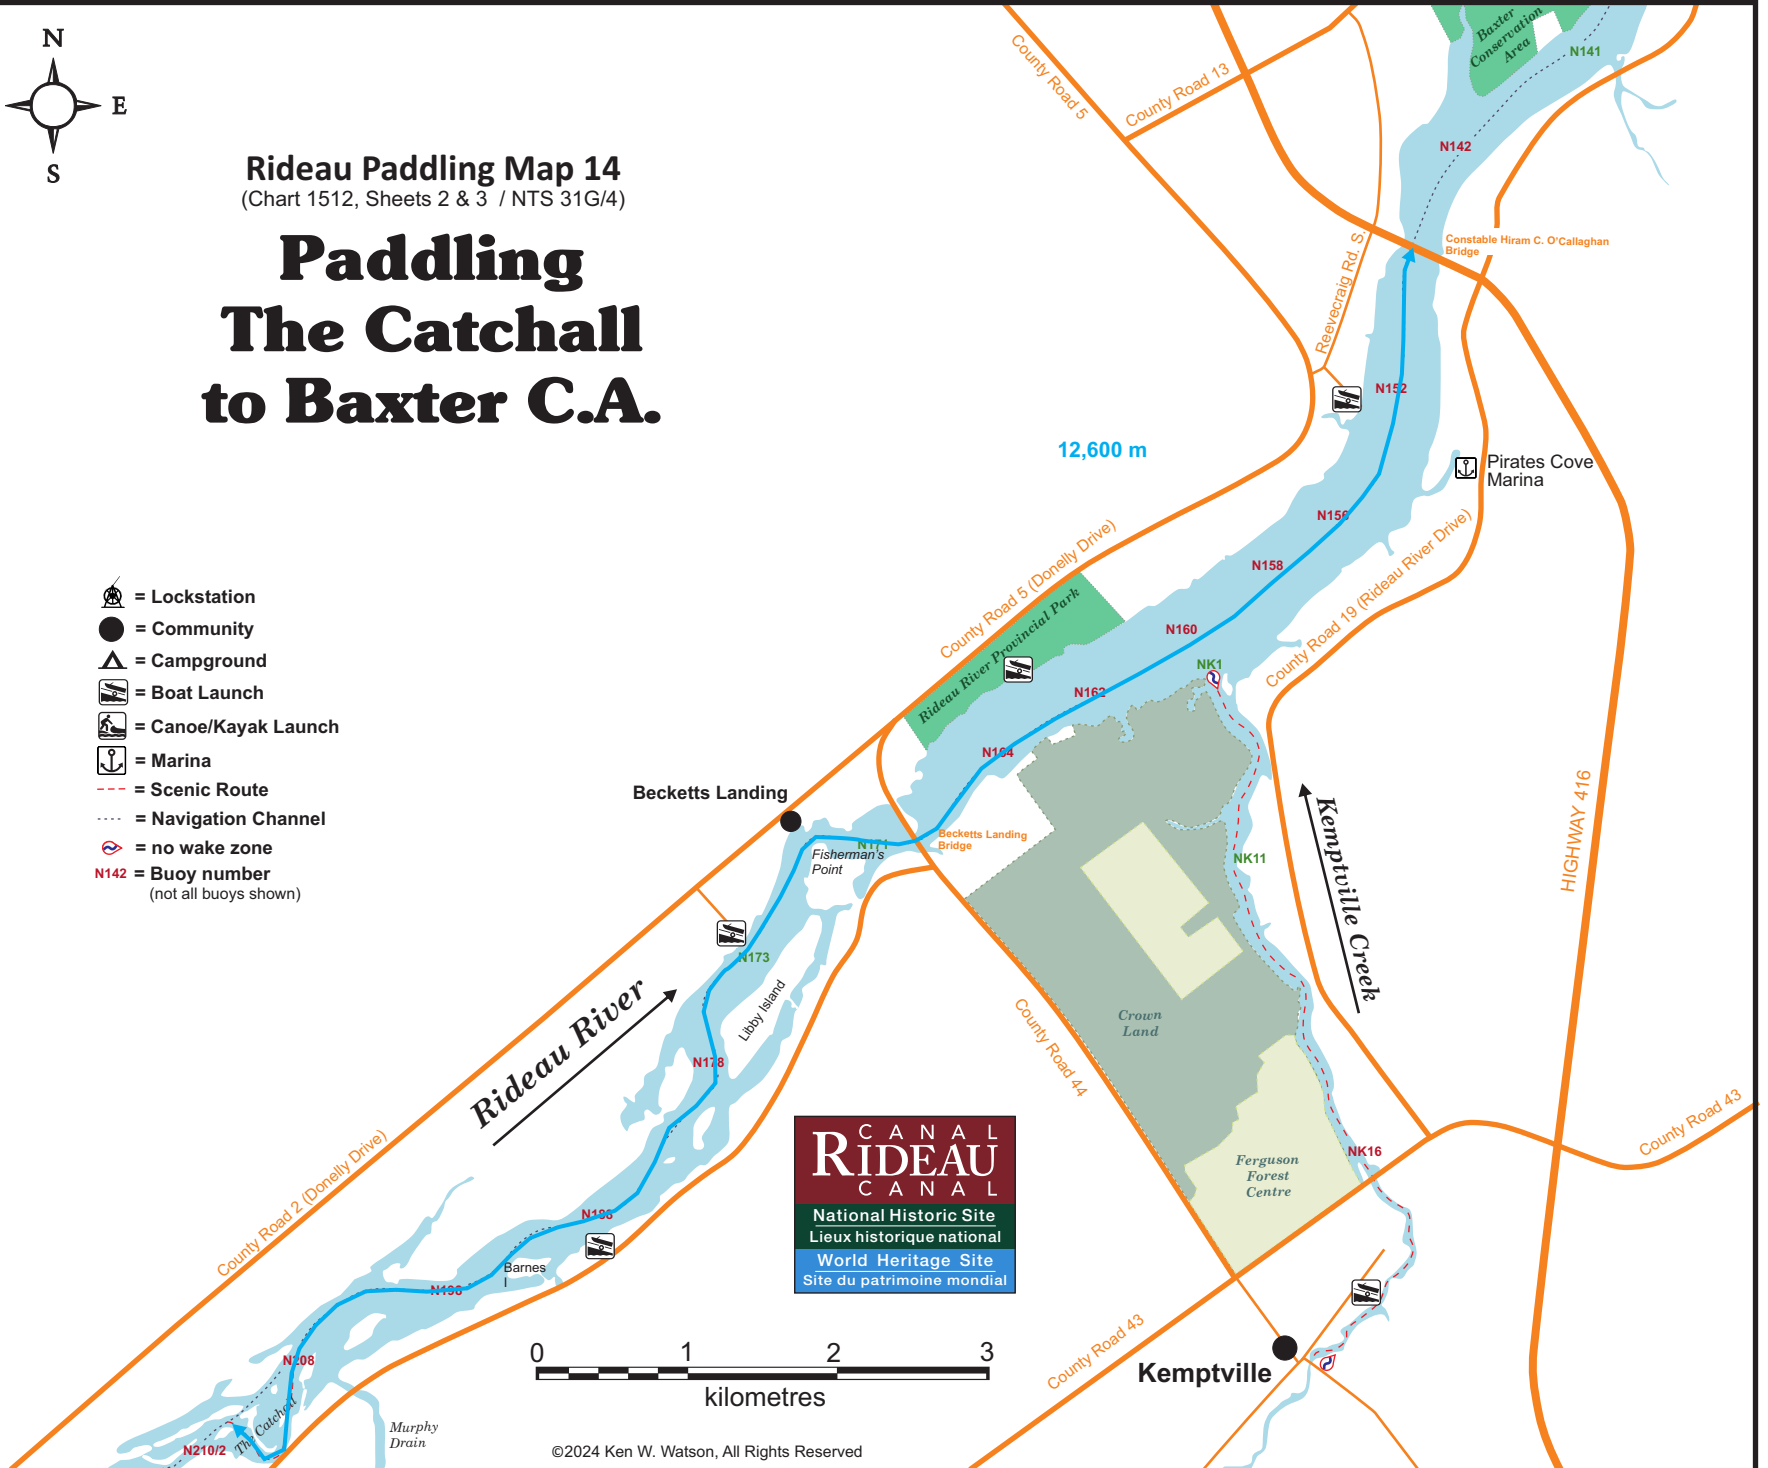 N
E
S
Rideau Paddling Map 14
(Chart 1512, Sheets 2 & 3 / NTS 31G/4)
Paddling
The Catchall
to Baxter C.A.
County Road 5
County Road 13
Baxter
Conservation
Area
N141
N142
Constable Hiram C. O'Callaghan
Bridge
Reevecraig Rd. S.
N152
12,600 m
Pirates Cove
Marina
N156
County Road 5 (Donelly Drive)
N158
County Road 19 (Rideau River Drive)
Rideau River Provincial Park
N160
NK1
N162
N164
= Lockstation
= Community
= Campground
= Boat Launch
= Canoe/Kayak Launch
= Marina
= Scenic Route
= Navigation Channel
= no wake zone
N142 = Buoy number
(not all buoys shown)
Becketts Landing
Becketts Landing
Bridge
N171
Fisherman's
Point
NK11
HIGHWAY 416
Kemptville Creek
N173
Libby Island
Rideau River
Crown
Land
County Road 44
N178
County Road 2 (Donelly Drive)
CANAL
RIDEAU
CANAL
National Historic Site
Lieux historique national
World Heritage Site
Site du patrimoine mondial
Ferguson
Forest
Centre
NK16
County Road 43
Barnes
I
N208
The Catchall
N210/2
Murphy
Drain
0 1 2 3
kilometres
County Road 43
Kemptville
©2024 Ken W. Watson, All Rights Reserved